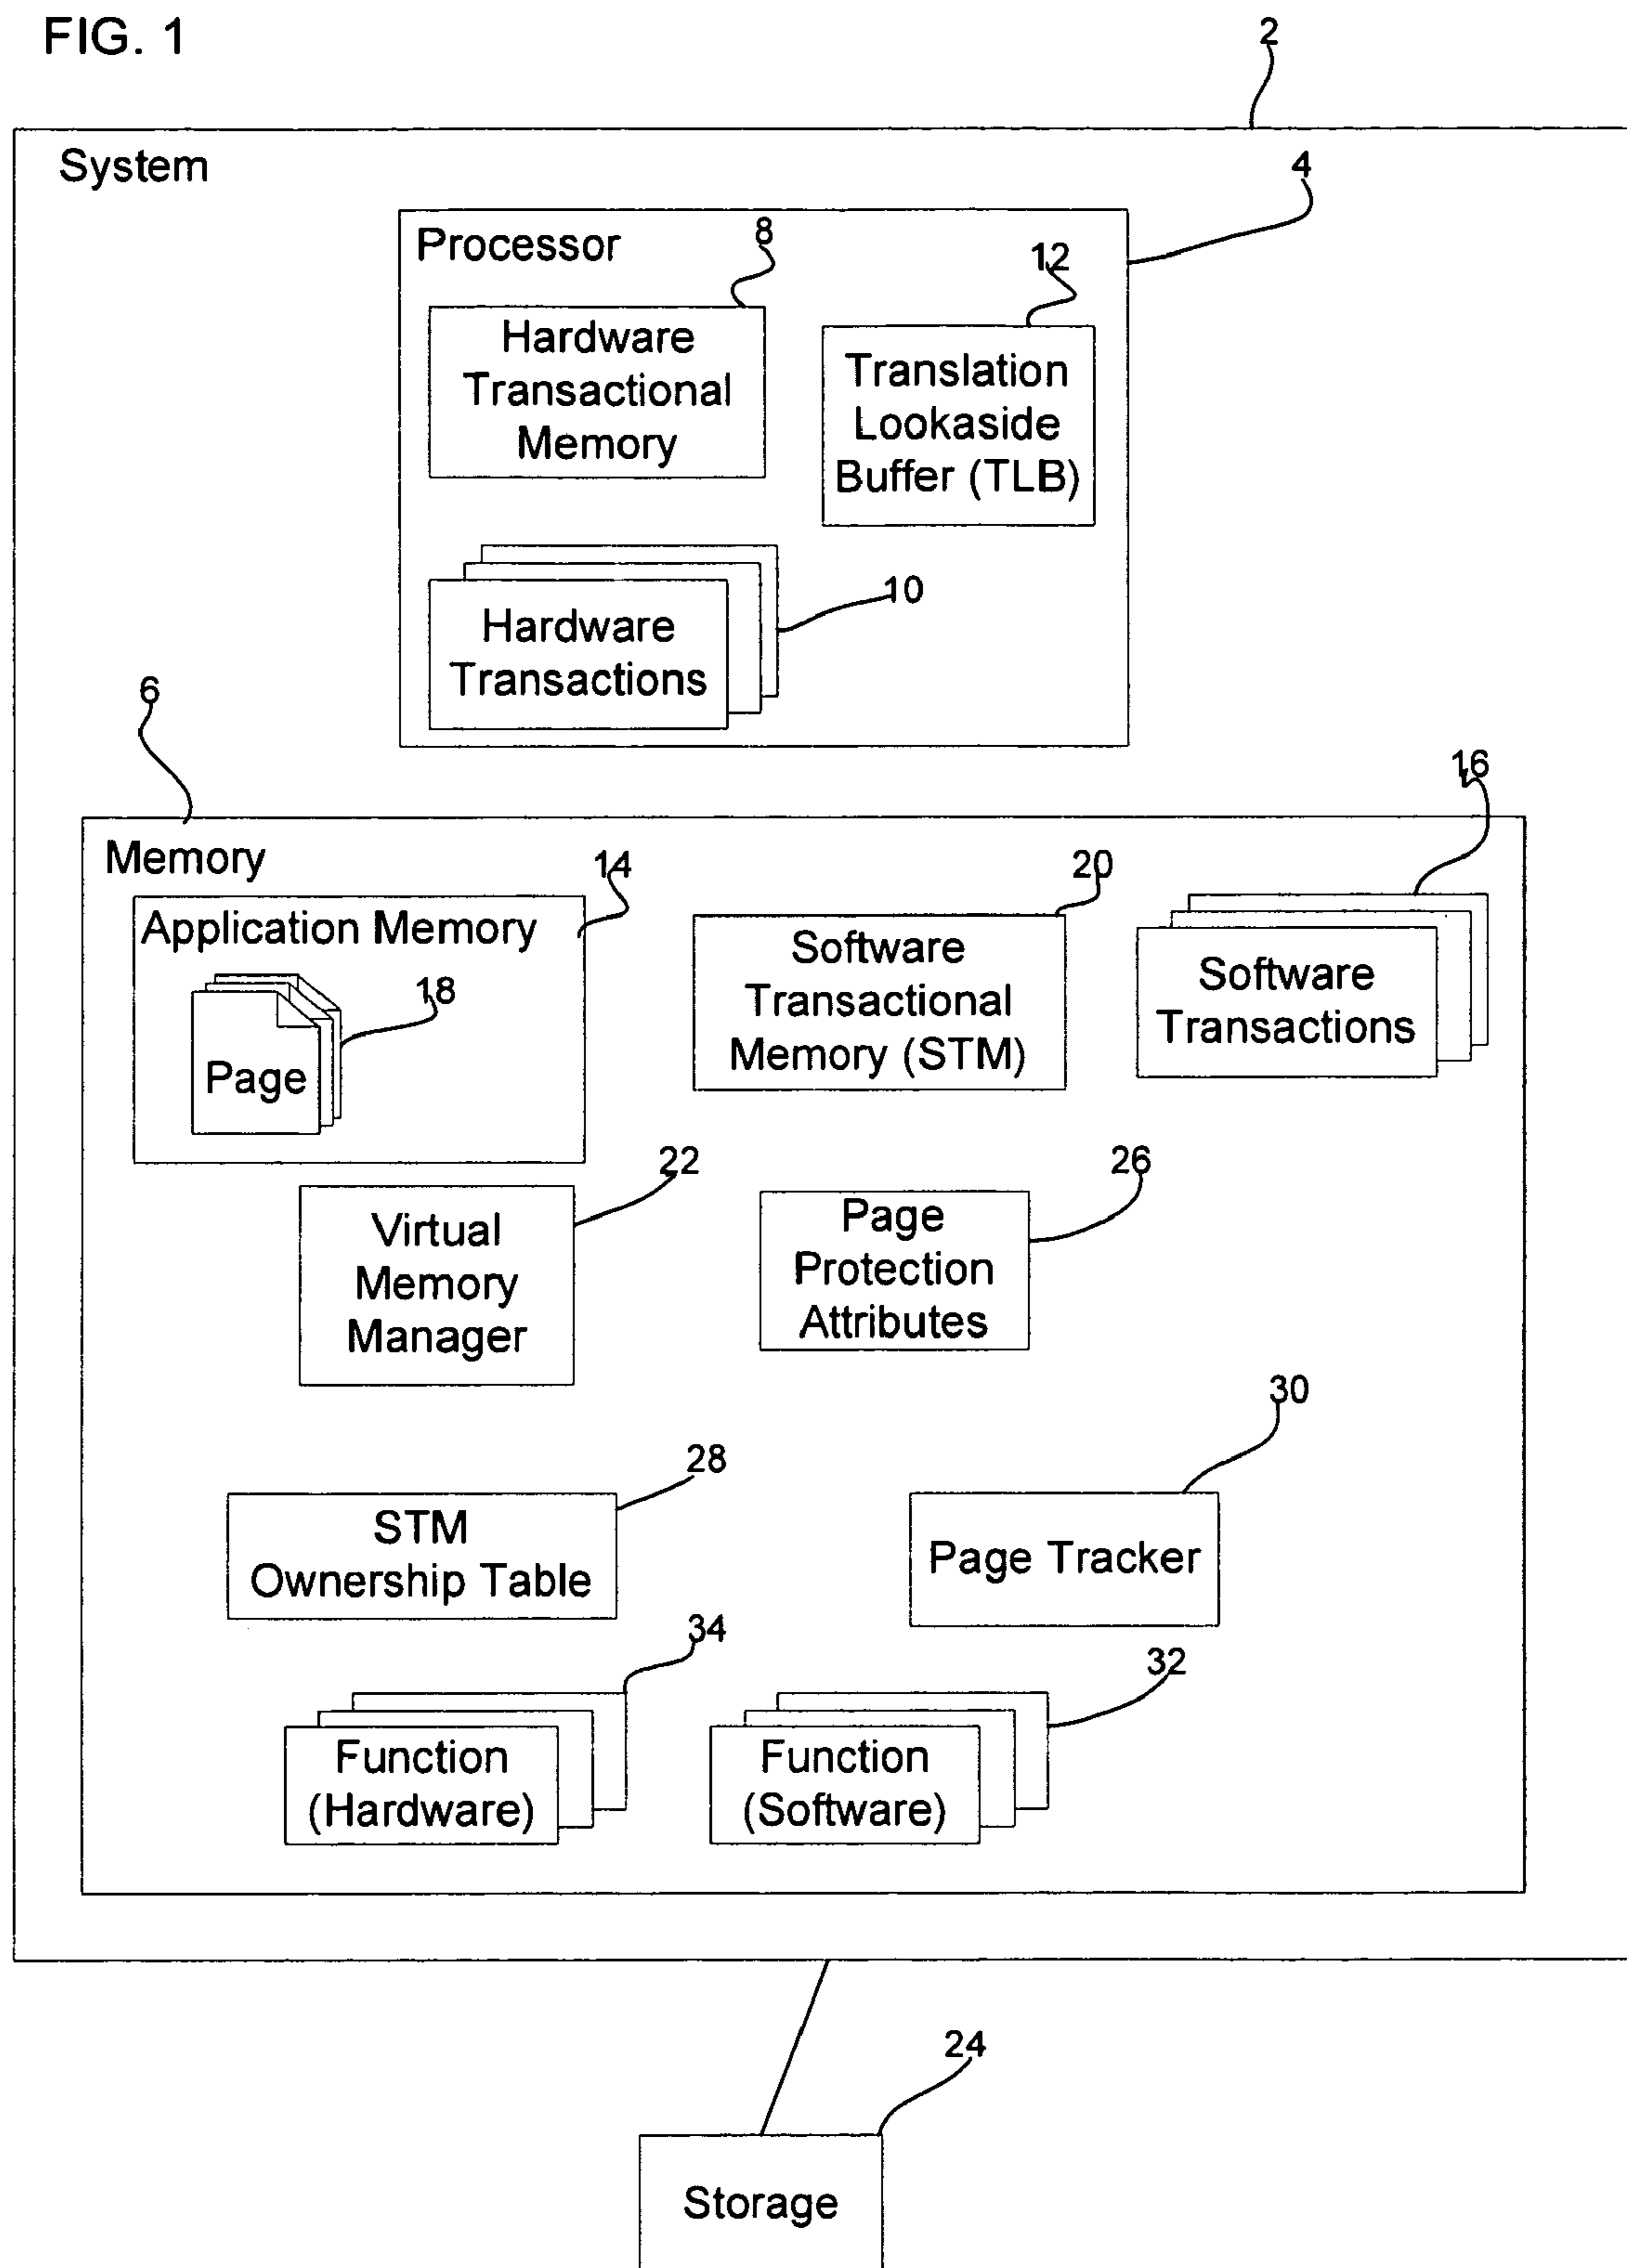 FIG. 1
2
System
4
Processor
8
12
Hardware
Transactional
Memory
Translation
Lookaside
Buffer (TLB)
10
Hardware
Transactions
6
16
Memory
14
20
Application Memory
Software
Transactional
Memory (STM)
Software
Transactions
18
Page
22
26
Virtual
Memory
Manager
Page
Protection
Attributes
30
28
STM
Ownership Table
Page Tracker
34
32
Function
(Hardware)
Function
(Software)
24
Storage